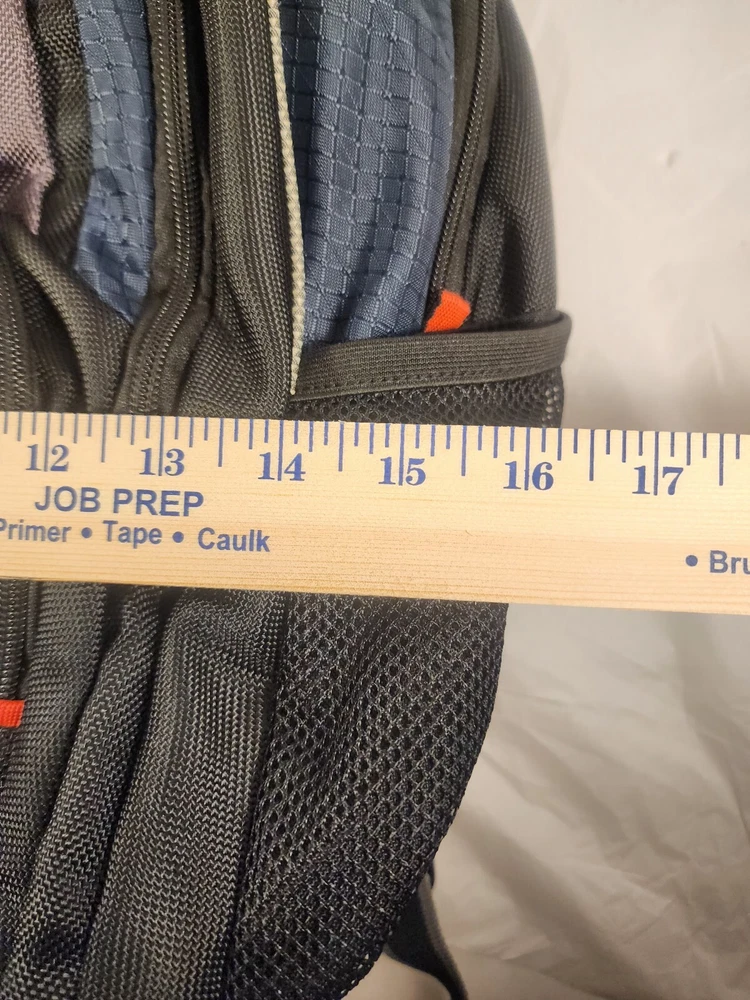 12 13 14 15 16 17
JOB PREP
Primer • Tape • Caulk
• Bru